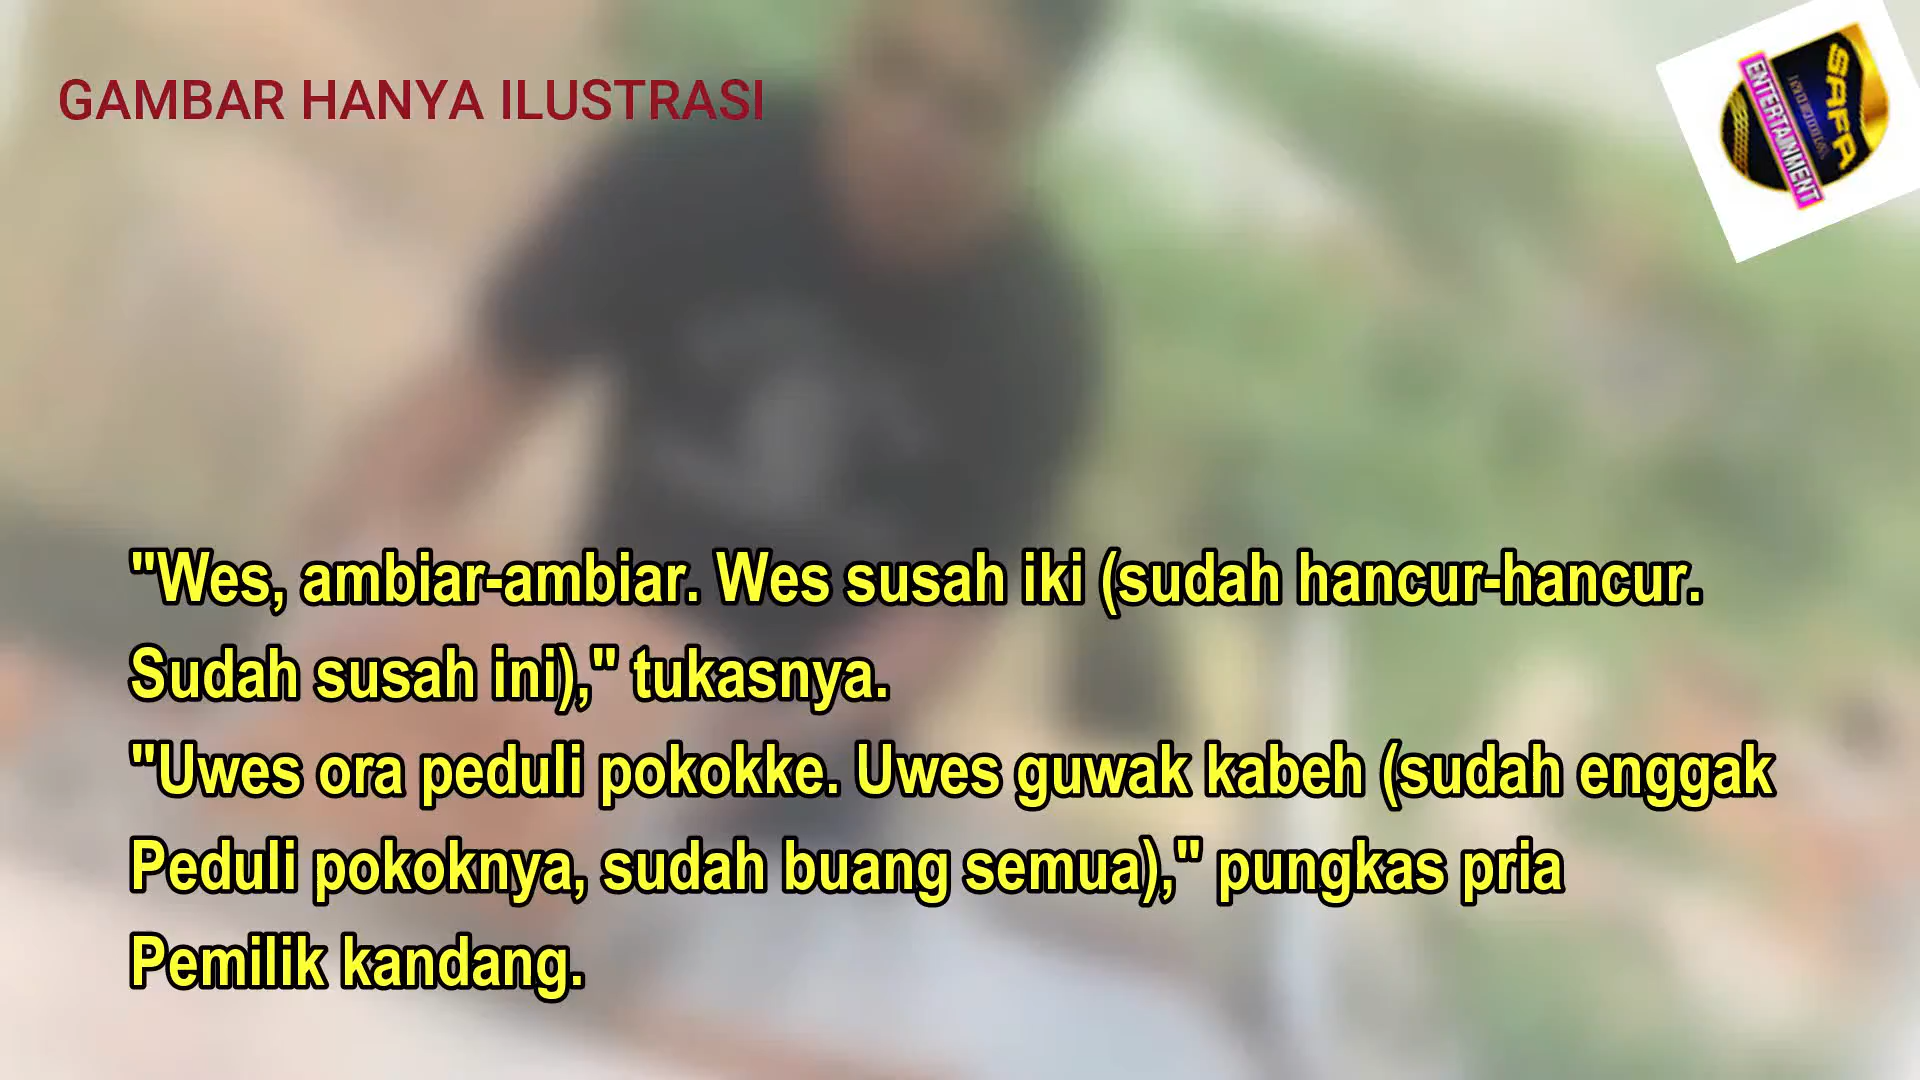 GAMBAR HANYA ILUSTRASI
SAFA
ENTERTAINMENT
"Wes, ambiar-ambiar. Wes susah iki (sudah hancur-hancur.
Sudah susah ini)," tukasnya.
"Uwes ora peduli pokokke. Uwes guwak kabeh (sudah enggak
Peduli pokoknya, sudah buang semua)," pungkas pria
Pemilik kandang.